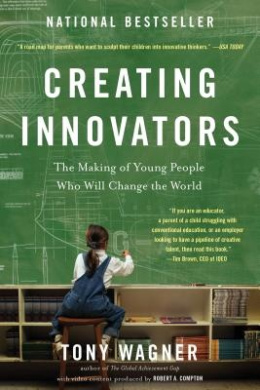 NATIONAL BESTSELLER
"A road map for parents who want to sculpt their children into innovative thinkers." —USA TODAY
CREATING
INNOVATORS
The Making of Young People
Who Will Change the World
"If you are an educator,
a parent of a child struggling with
conventional education, or an employer
looking to have a pipeline of creative
talent, then read this book."
—Tim Brown, CEO of IDEO
TONY WAGNER
author of The Global Achievement Gap
with video content produced by ROBERT A. COMPTON